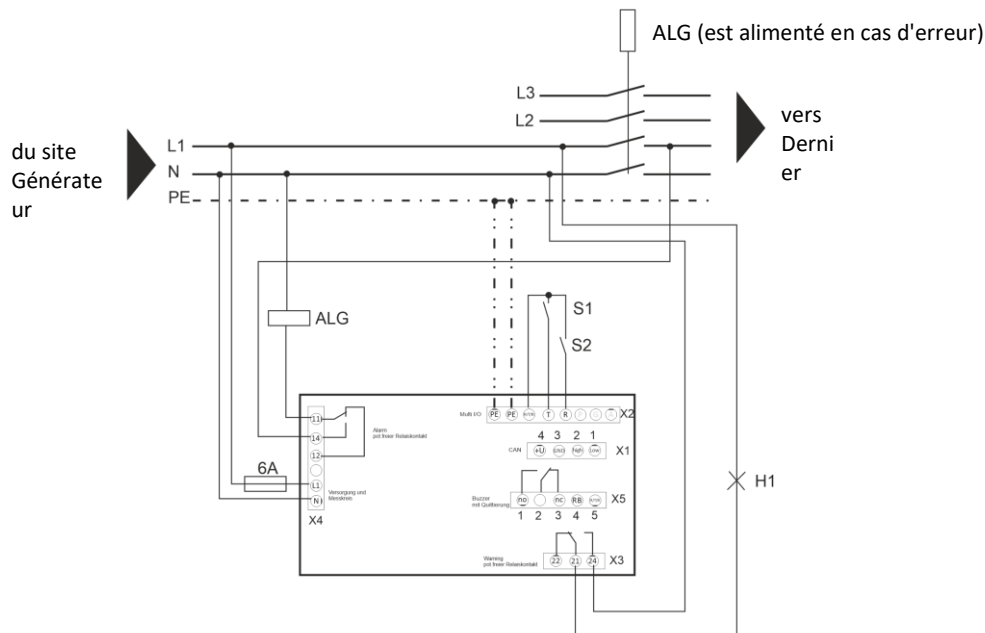 ALG (est alimenté en cas d'erreur)
L3
L2
L1
N
PE
du site
Générate
ur
vers
Derni
er
ALG
S1
S2
Multi I/O
PE PE T R
X2
4 3 2 1
CAN
+U GND high Low
X1
11
14
12
L1
N
X4
Alarm
pot freier Relaiskontakt
6A
Versorgung und
Messkreis
Buzzer
mit Quittierung
no nc RB
X5
1 2 3 4 5
Warning
pot freier Relaiskontakt
22 21 24
X3
H1